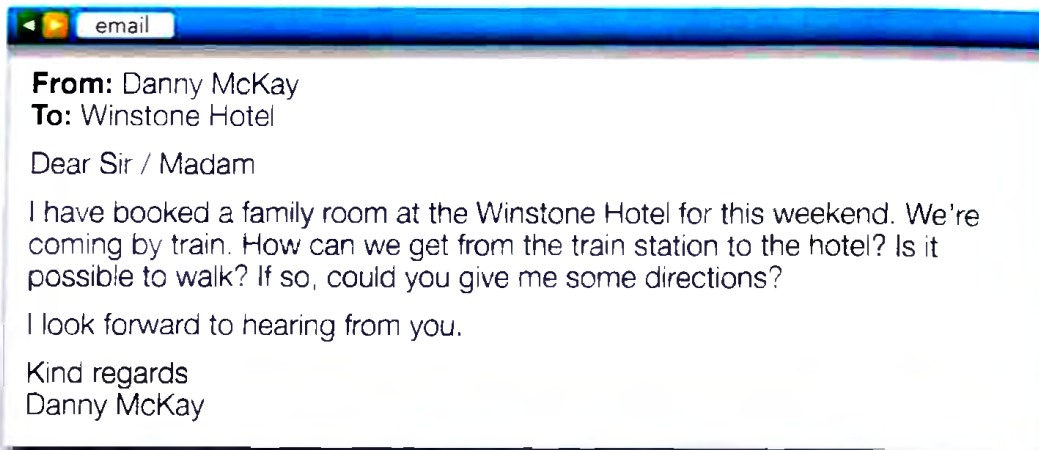 email
From: Danny McKay
To: Winstone Hotel
Dear Sir / Madam
I have booked a family room at the Winstone Hotel for this weekend. We're
coming by train. How can we get from the train station to the hotel? Is it
possible to walk? If so, could you give me some directions?
I look forward to hearing from you.
Kind regards
Danny McKay